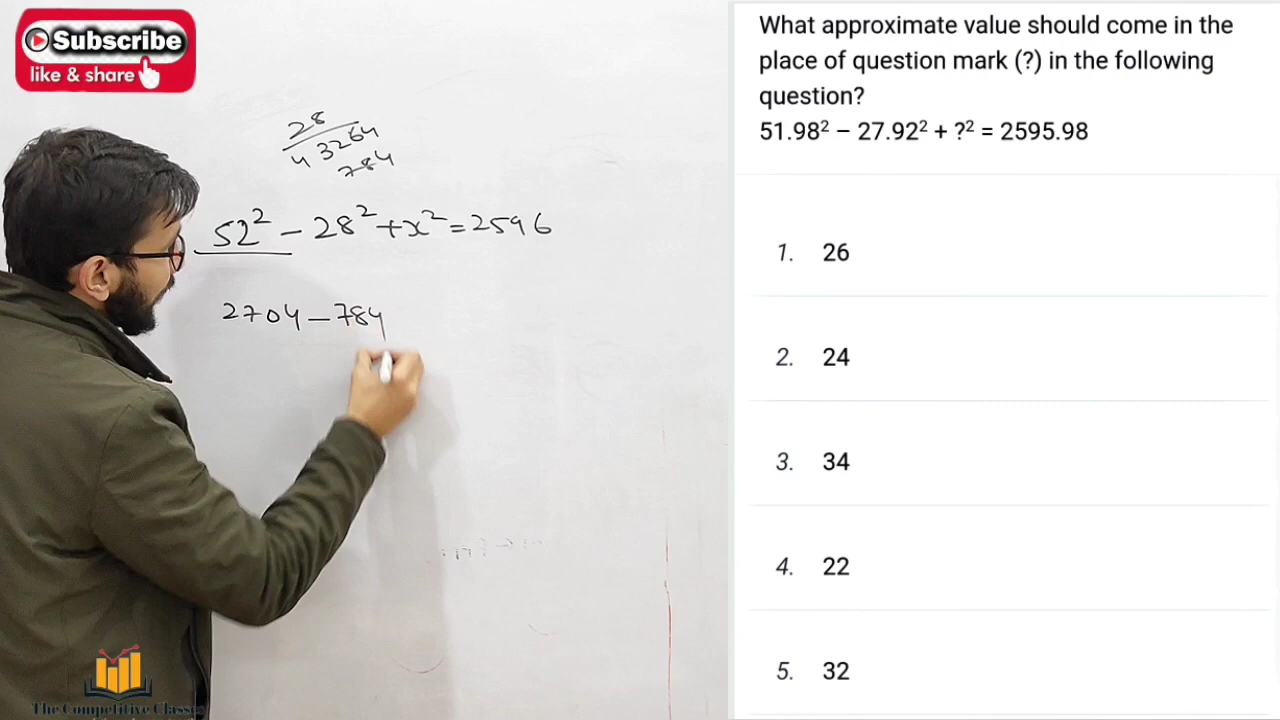 Subscribe
like & share
28
4 32 64
784
52² – 28² + x² = 2596
2704 – 784
The Competitive Classes
What approximate value should come in the
place of question mark (?) in the following
question?
51.98² − 27.92² + ?² = 2595.98
1. 26
2. 24
3. 34
4. 22
5. 32